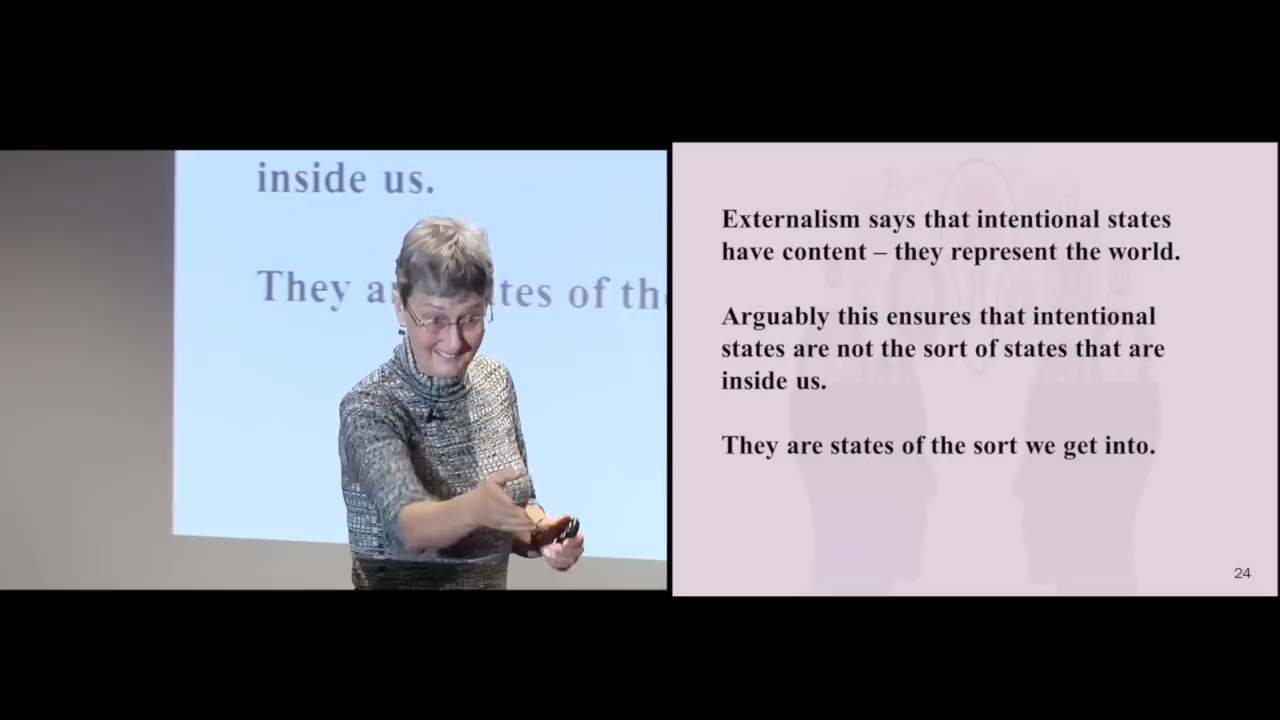 inside us.
They a tes of th
Externalism says that intentional states
have content – they represent the world.
Arguably this ensures that intentional
states are not the sort of states that are
inside us.
They are states of the sort we get into.
24